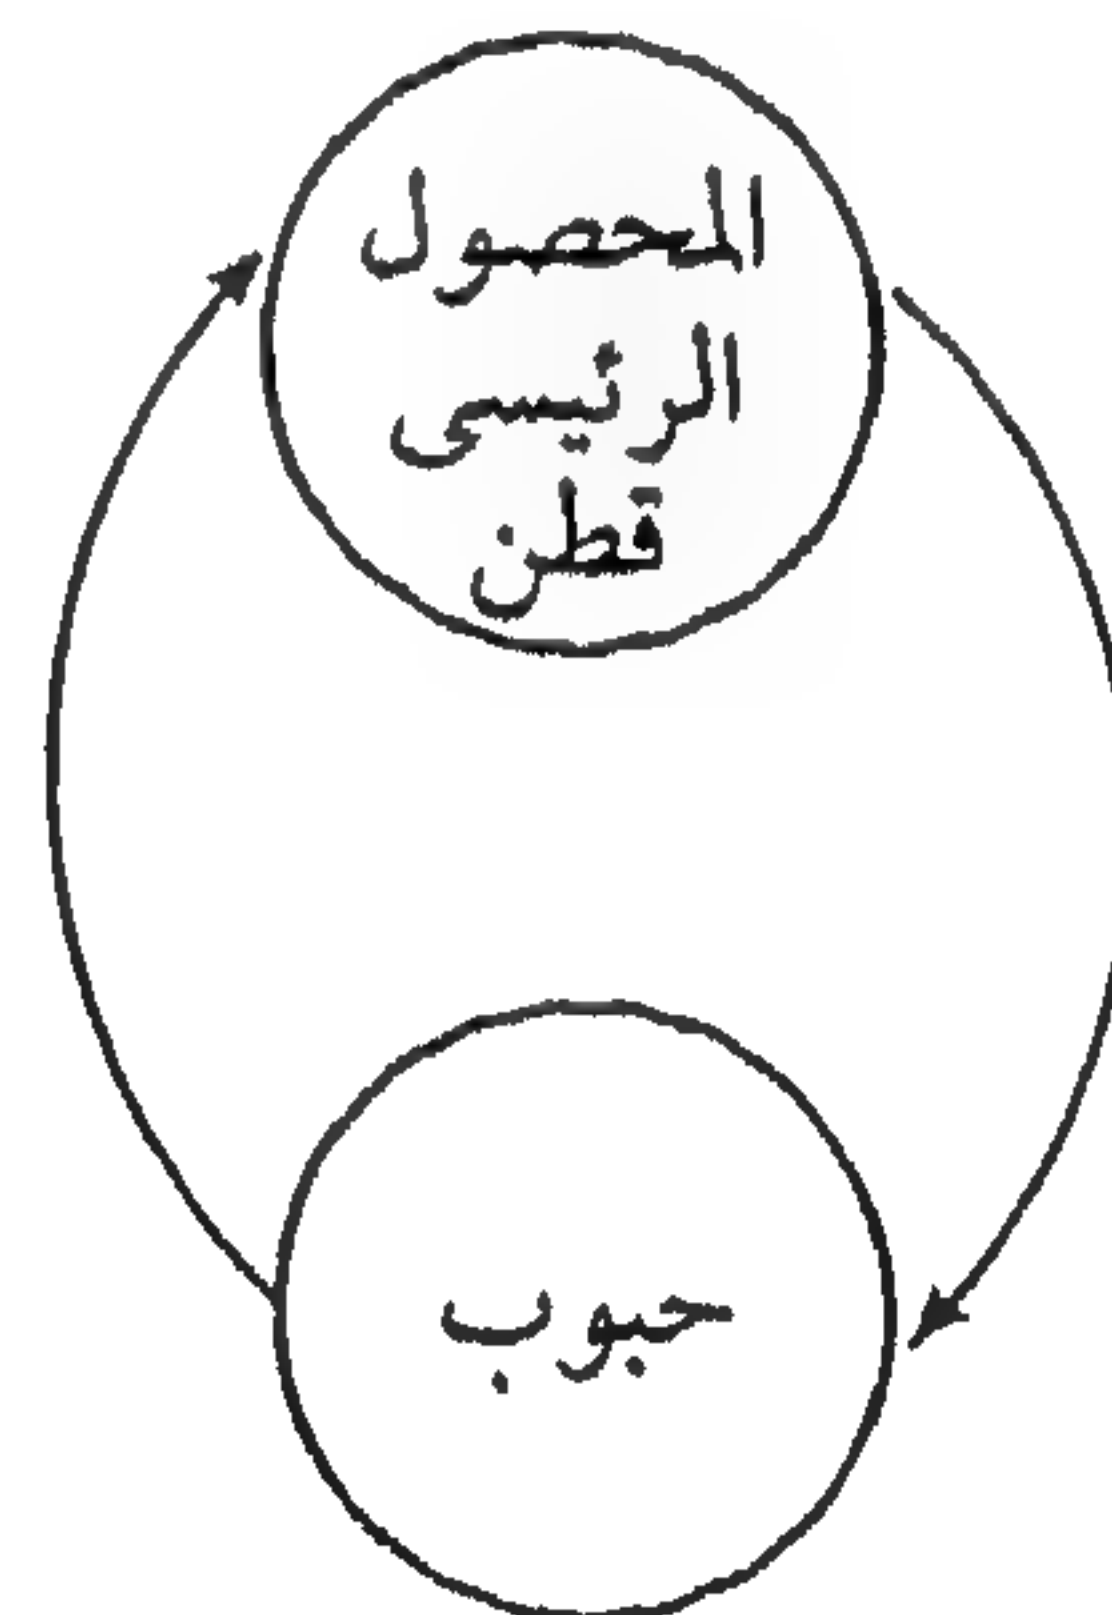 المحصول
الرئيسى
قطن
حبوب